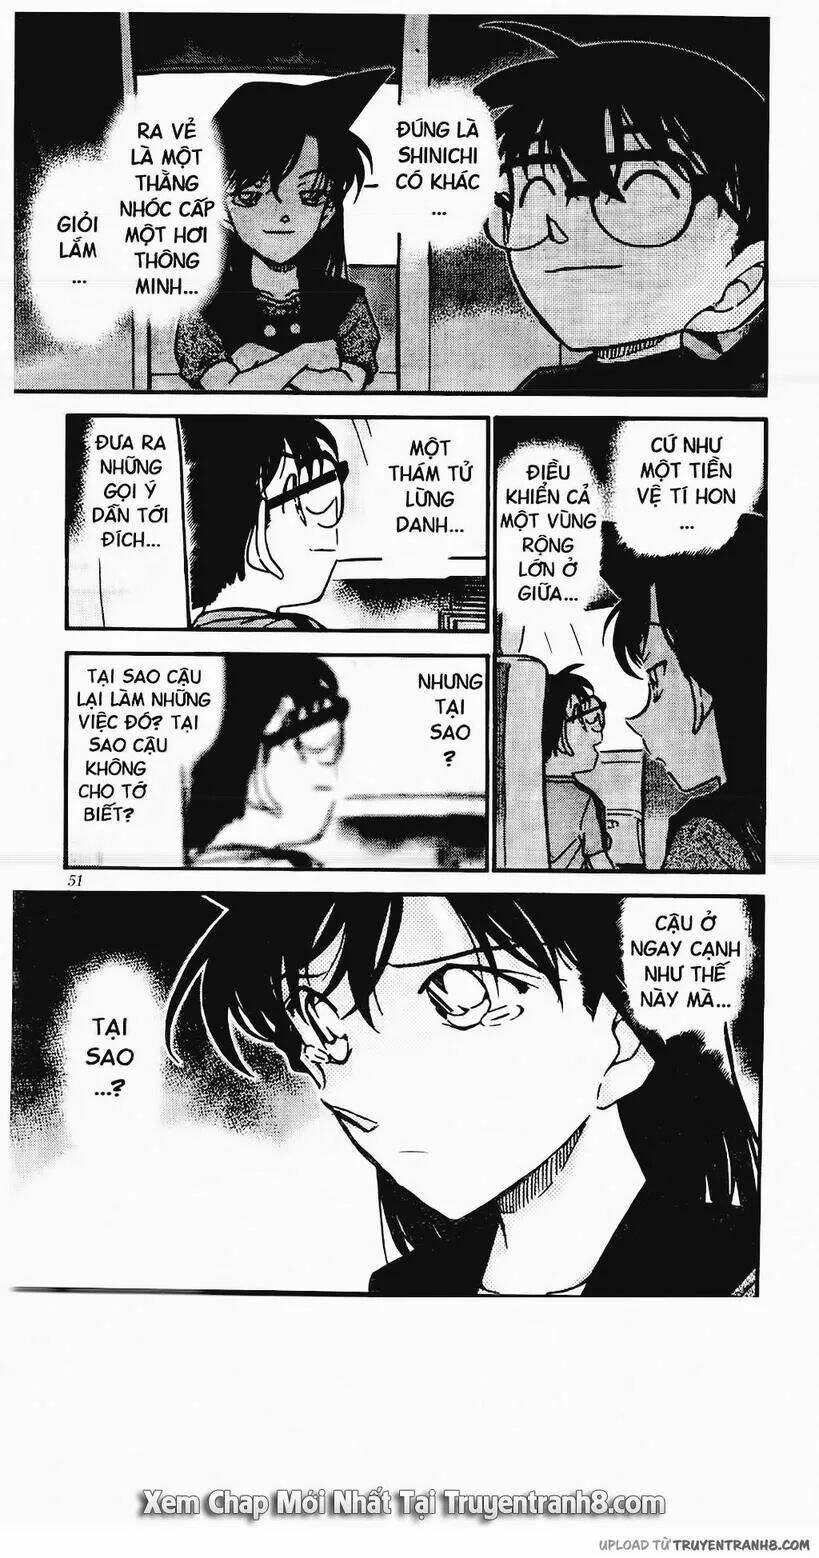 ĐÚNG LÀ
SHINICHI
CÓ KHÁC
...
RA VẺ
LÀ MỘT
THẰNG
NHÓC CẤP
MỘT HƠI
THÔNG
MINH...
GIỎI
LẮM
...
CỨ NHƯ
MỘT TIỀN
VỆ TÍ HON
...
ĐIỀU
KHIỂN CẢ
MỘT VÙNG
RỘNG
LỚN Ở
GIỮA...
MỘT
THÁM TỬ
LỪNG
DANH...
ĐƯA RA
NHỮNG
GỌI Ý
DẪN TỚI
ĐÍCH...
NHƯNG
TẠI
SAO
?
TẠI SAO CẬU
LẠI LÀM NHỮNG
VIỆC ĐÓ? TẠI
SAO CẬU
KHÔNG
CHO TỚ
BIẾT?
51
CẬU Ở
NGAY CẠNH
NHƯ THẾ
NÀY MÀ...
TẠI
SAO
...?
Xem Chap Mới Nhất Tại Truyentranh8.com
UPLOAD TỪ TRUYENTRANH8.COM